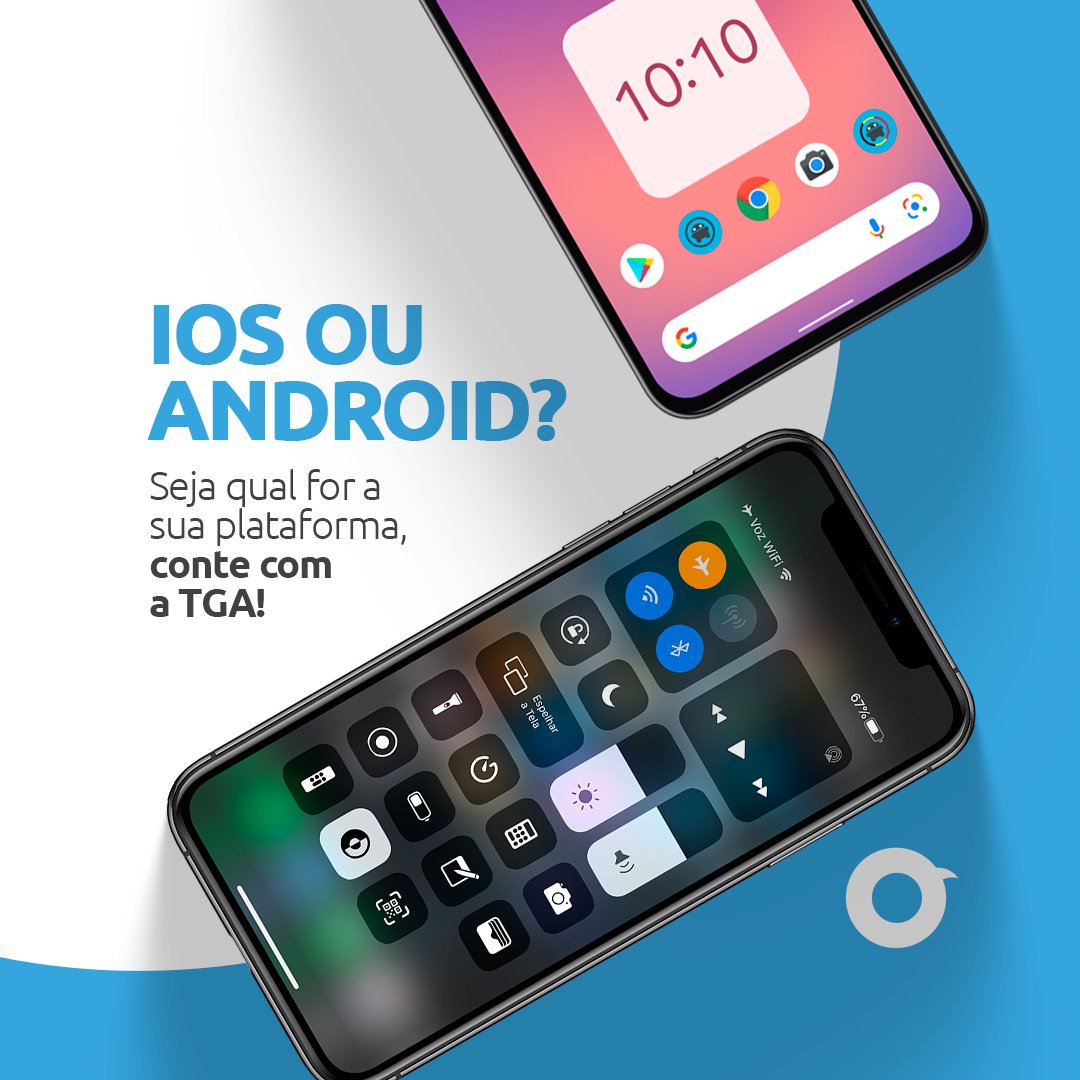 10:10
IOS OU
ANDROID?
Seja qual for a
sua plataforma,
conte com
a TGA!
Voz WiFi
67%
Espelhar
a Tela